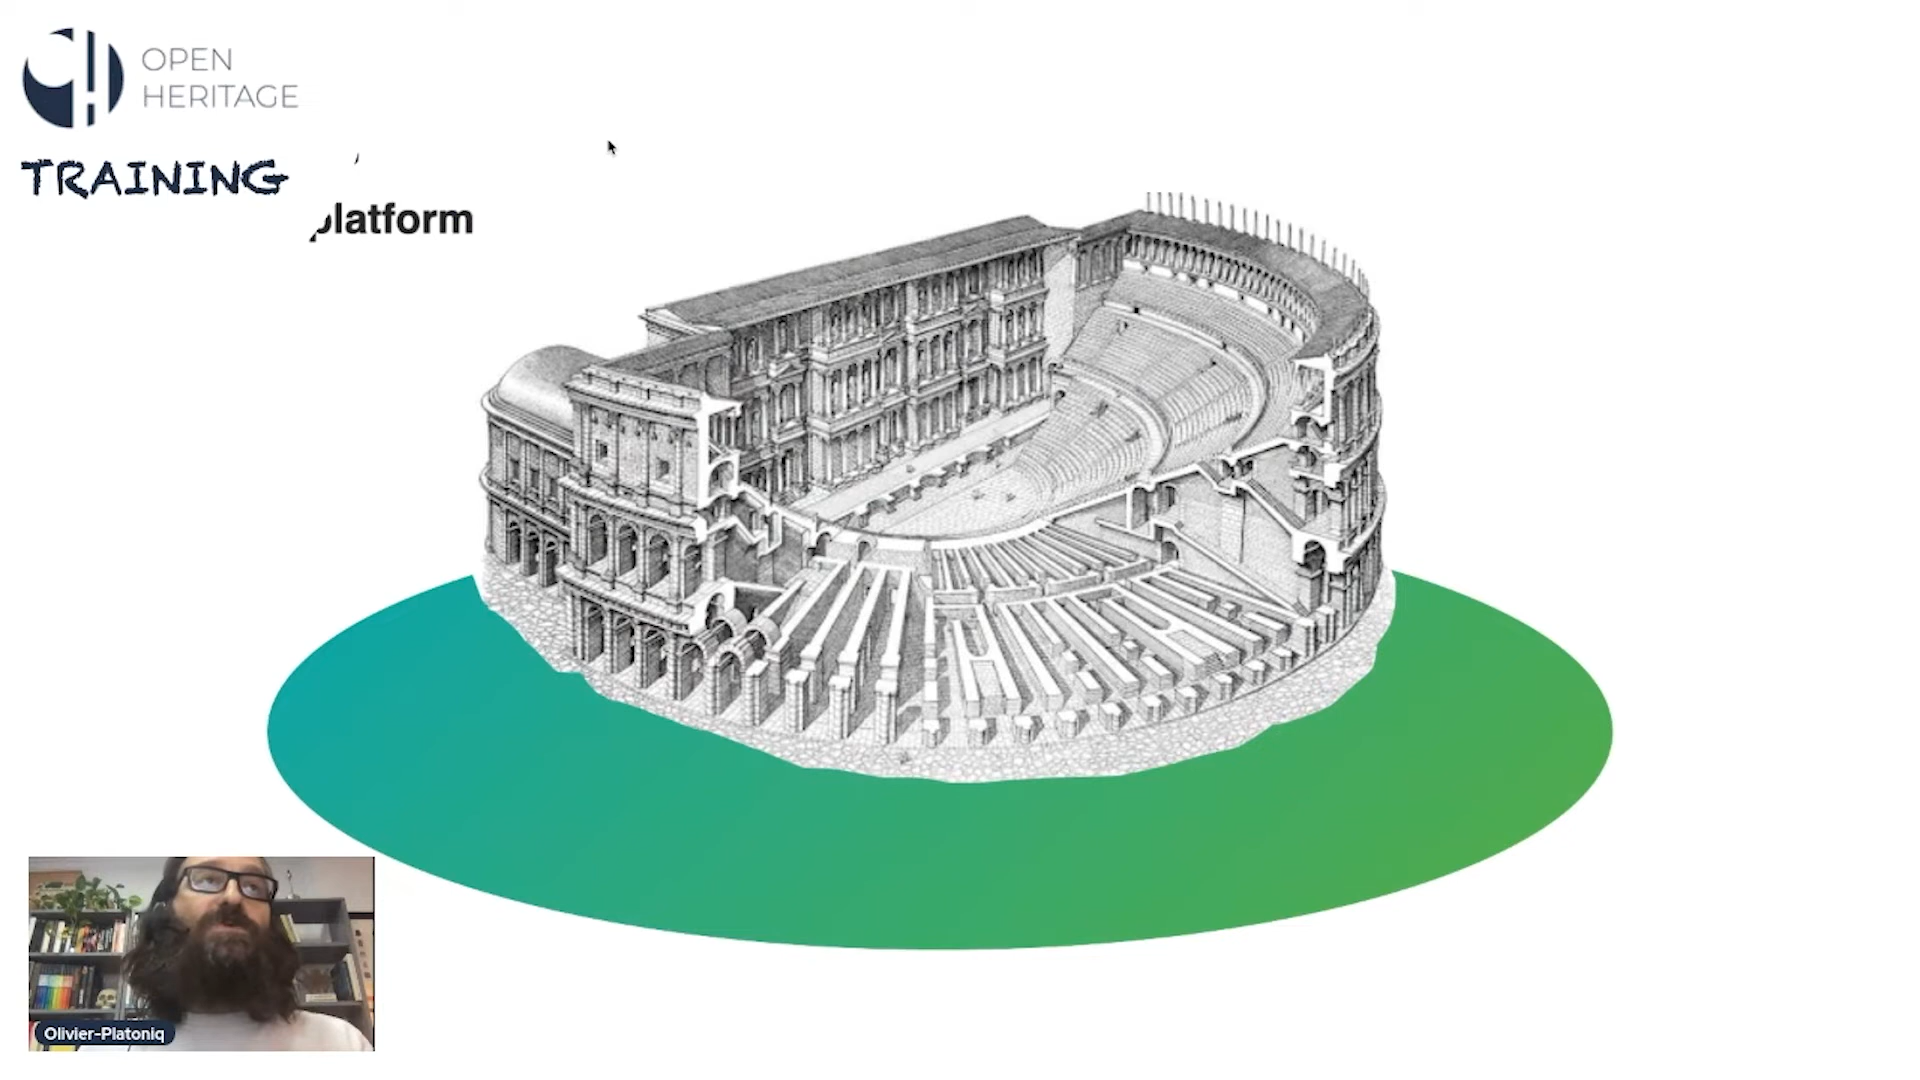 OPEN
HERITAGE
TRAINING
platform
Olivier-Platoniq